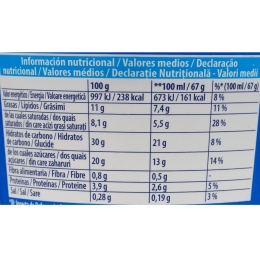 Información nutricional / Valores medios / Declaração
nutricional / Valores médios / Declarație Nutrițională - Valori medii
100 g **100 ml / 67 g %* (100 ml / 67 g)
Valor energético / Energia / Valoare energetică 997 kJ / 238 kcal 673 kJ / 161 kcal 8 %
Grasas / Lípidos / Grăsimi 11 g 7,4 g 11 %
de las cuales saturadas / dos quais
saturados / din care acizi grași saturați 8,1 g 5,5 g 28 %
Hidratos de carbono / Hidratos
de carbono / Glucide 30 g 21 g 8 %
de los cuales azúcares / dos quais
açúcares / din care zaharuri 20 g 13 g 14 %
Fibra alimentaria / Fibra / Fibre 0,8 g 0,5 g -
Proteínas / Proteínas / Proteine 3,9 g 2,6 g 5 %
Sal / Sal / Sare 0,28 g 0,19 g 3 %